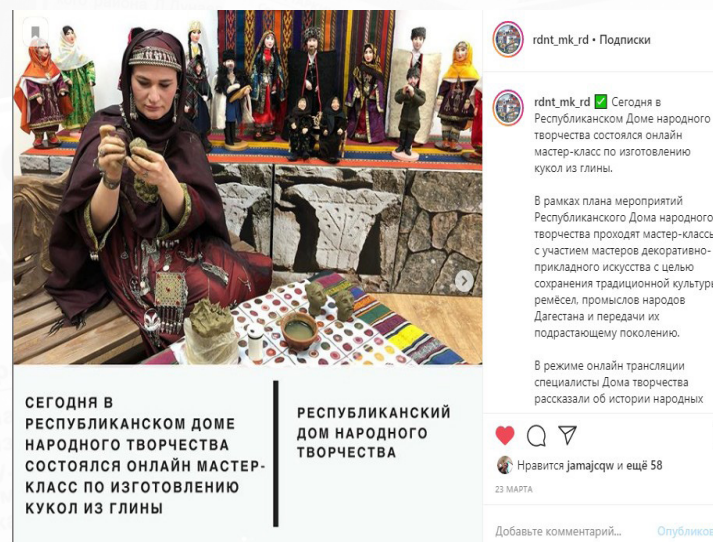 СЕГОДНЯ В
РЕСПУБЛИКАНСКОМ ДОМЕ
НАРОДНОГО ТВОРЧЕСТВА
СОСТОЯЛСЯ ОНЛАЙН МАСТЕР-
КЛАСС ПО ИЗГОТОВЛЕНИЮ
КУКОЛ ИЗ ГЛИНЫ
РЕСПУБЛИКАНСКИЙ
ДОМ НАРОДНОГО
ТВОРЧЕСТВА
rdnt_mk_rd • Подписки
rdnt_mk_rd ✅ Сегодня в
Республиканском Доме народного
творчества состоялся онлайн
мастер-класс по изготовлению
кукол из глины.
В рамках плана мероприятий
Республиканского Дома народного
творчества проходят мастер-классы
с участием мастеров декоративно-
прикладного искусства с целью
сохранения традиционной культуры
ремёсел, промыслов народов
Дагестана и передачи их
подрастающему поколению.
В режиме онлайн трансляции
специалисты Дома творчества
рассказали об истории народных
Нравится jamajcqw и ещё 58
23 МАРТА
Добавьте комментарий...
Опубликов